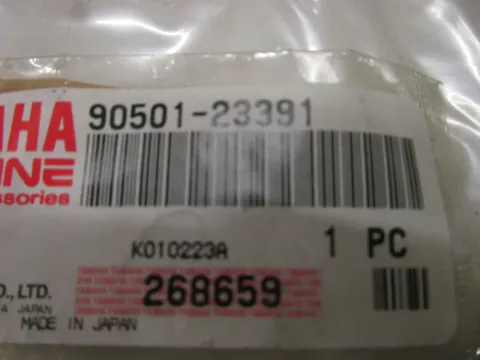 AHA 90501-23391
INE
ssories
K010223A 1 PC
O., LTD. 268659
A JAPAN
MADE IN JAPAN